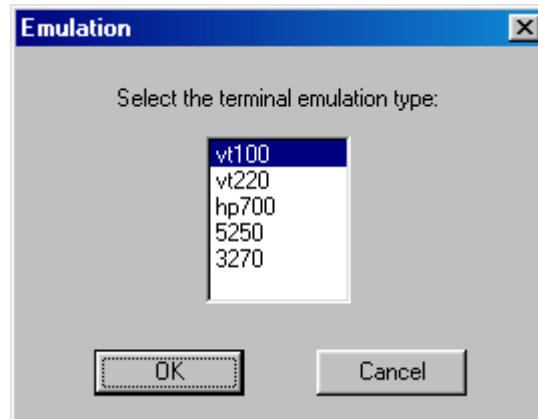 Emulation
Select the terminal emulation type:
vt100
vt220
hp700
5250
3270
OK
Cancel